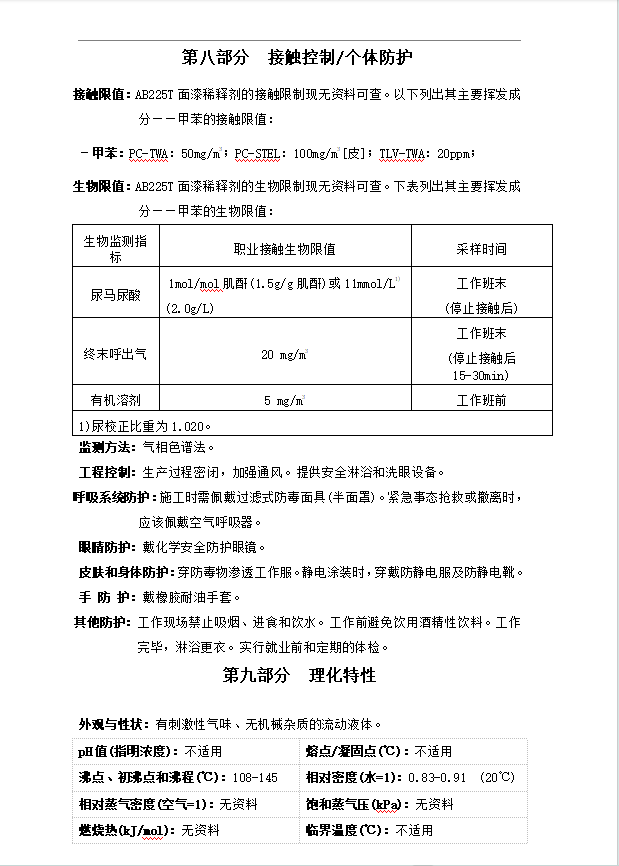 第八部分 接触控制/个体防护
接触限值：AB225T 面漆稀释剂的接触限制现无资料可查。以下列出其主要挥发成
分——甲苯的接触限值：
－甲苯：PC-TWA：50mg/m³；PC-STEL：100mg/m³[皮]；TLV-TWA：20ppm；
生物限值：AB225T 面漆稀释剂的生物限制现无资料可查。下表列出其主要挥发成
分——甲苯的生物限值：
生物监测指
标
职业接触生物限值
采样时间
尿马尿酸
1mol/mol 肌酐(1.5g/g 肌酐)或 11mmol/L¹⁾
(2.0g/L)
工作班末
(停止接触后)
终末呼出气
20 mg/m³
工作班末
(停止接触后
15-30min)
有机溶剂
5 mg/m³
工作班前
1)尿校正比重为 1.020。
监测方法：气相色谱法。
工程控制：生产过程密闭，加强通风。提供安全淋浴和洗眼设备。
呼吸系统防护：施工时需佩戴过滤式防毒面具(半面罩)。紧急事态抢救或撤离时，
应该佩戴空气呼吸器。
眼睛防护：戴化学安全防护眼镜。
皮肤和身体防护：穿防毒物渗透工作服。静电涂装时，穿戴防静电服及防静电靴。
手 防 护：戴橡胶耐油手套。
其他防护：工作现场禁止吸烟、进食和饮水。工作前避免饮用酒精性饮料。工作
完毕，淋浴更衣。实行就业前和定期的体检。
第九部分 理化特性
外观与性状：有刺激性气味、无机械杂质的流动液体。
pH 值(指明浓度)：不适用
熔点/凝固点(℃)：不适用
沸点、初沸点和沸程(℃)：108-145
相对密度(水=1)：0.83-0.91 (20℃)
相对蒸气密度(空气=1)：无资料
饱和蒸气压(kPa)：无资料
燃烧热(kJ/mol)：无资料
临界温度(℃)：不适用